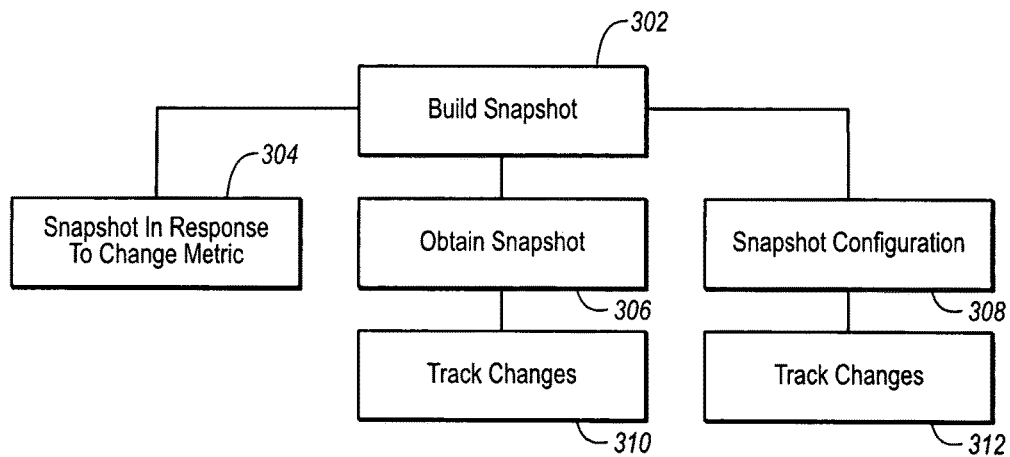 302
Build Snapshot
304
Snapshot In Response
To Change Metric
Obtain Snapshot
306
Snapshot Configuration
308
Track Changes
310
Track Changes
312